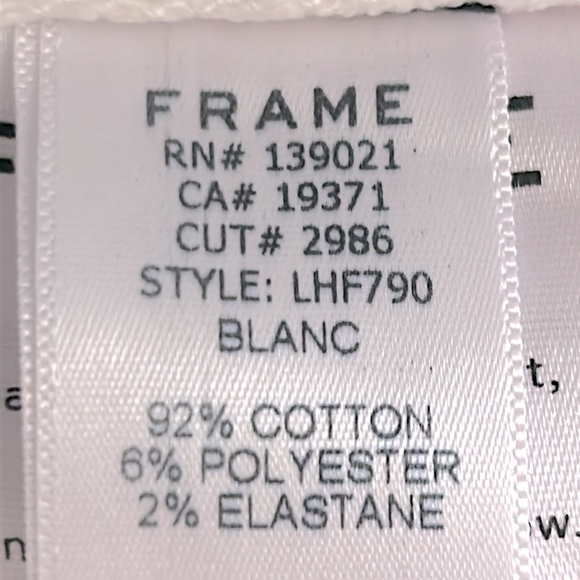 FRAME
RN# 139021
CA# 19371
CUT# 2986
STYLE: LHF790
BLANC
92% COTTON
6% POLYESTER
2% ELASTANE